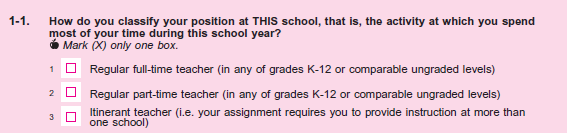 1-1. How do you classify your position at THIS school, that is, the activity at which you spend
most of your time during this school year?
Mark (X) only one box.
1 Regular full-time teacher (in any of grades K-12 or comparable ungraded levels)
2 Regular part-time teacher (in any of grades K-12 or comparable ungraded levels)
3 Itinerant teacher (i.e. your assignment requires you to provide instruction at more than
one school)